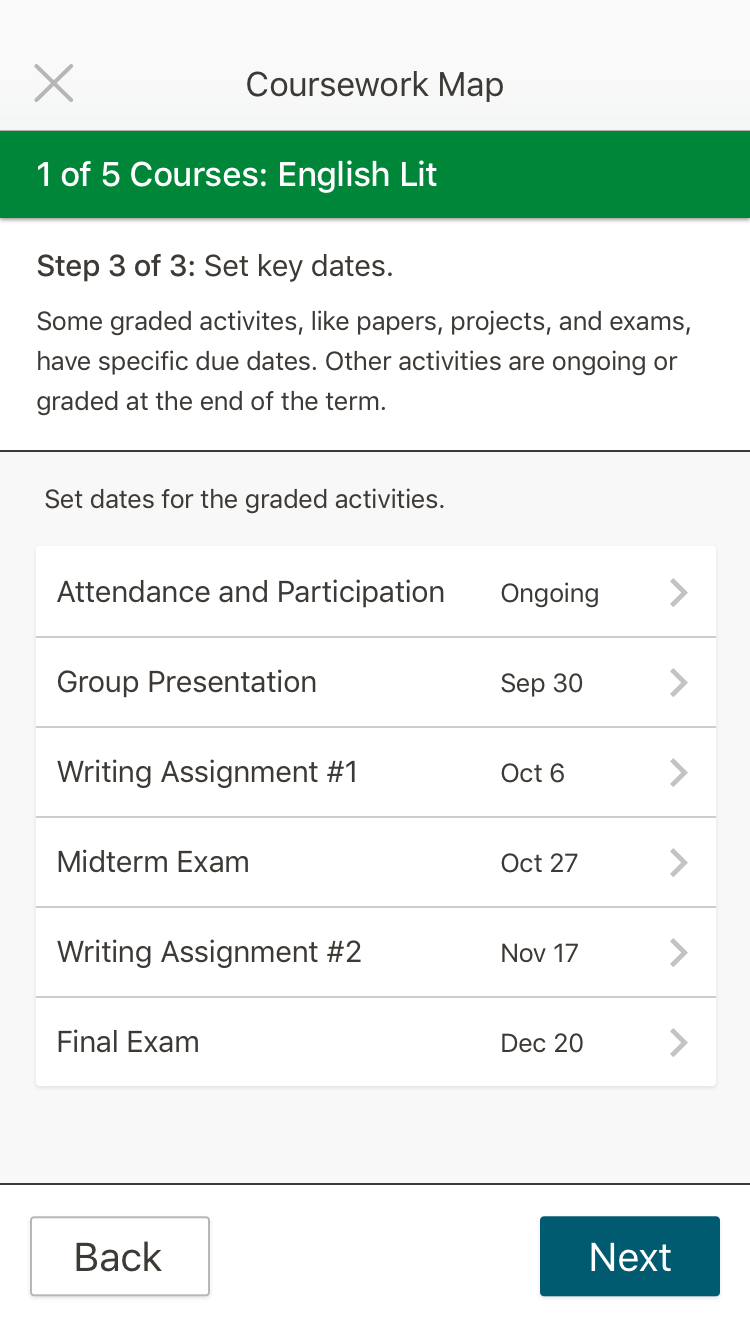 Coursework Map
1 of 5 Courses: English Lit
Step 3 of 3: Set key dates.
Some graded activites, like papers, projects, and exams,
have specific due dates. Other activities are ongoing or
graded at the end of the term.
Set dates for the graded activities.
Attendance and Participation Ongoing
Group Presentation Sep 30
Writing Assignment #1 Oct 6
Midterm Exam Oct 27
Writing Assignment #2 Nov 17
Final Exam Dec 20
Back Next